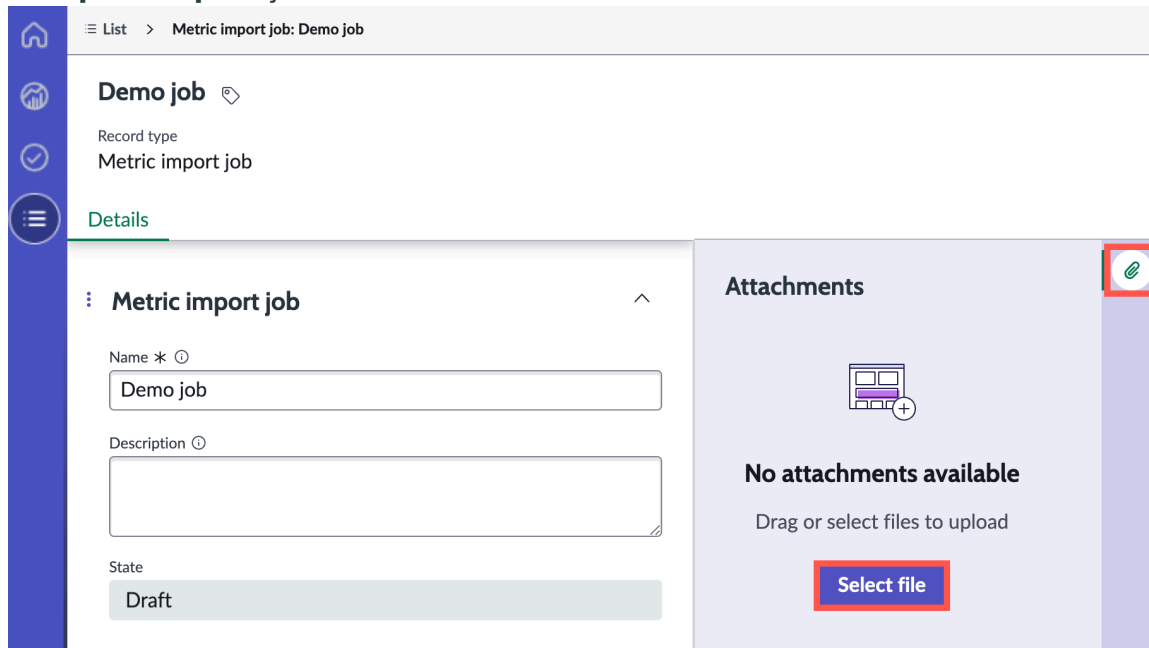 List > Metric import job: Demo job
Demo job
Record type
Metric import job
Details
Metric import job
Name *
Demo job
Description
State
Draft
Attachments
No attachments available
Drag or select files to upload
Select file